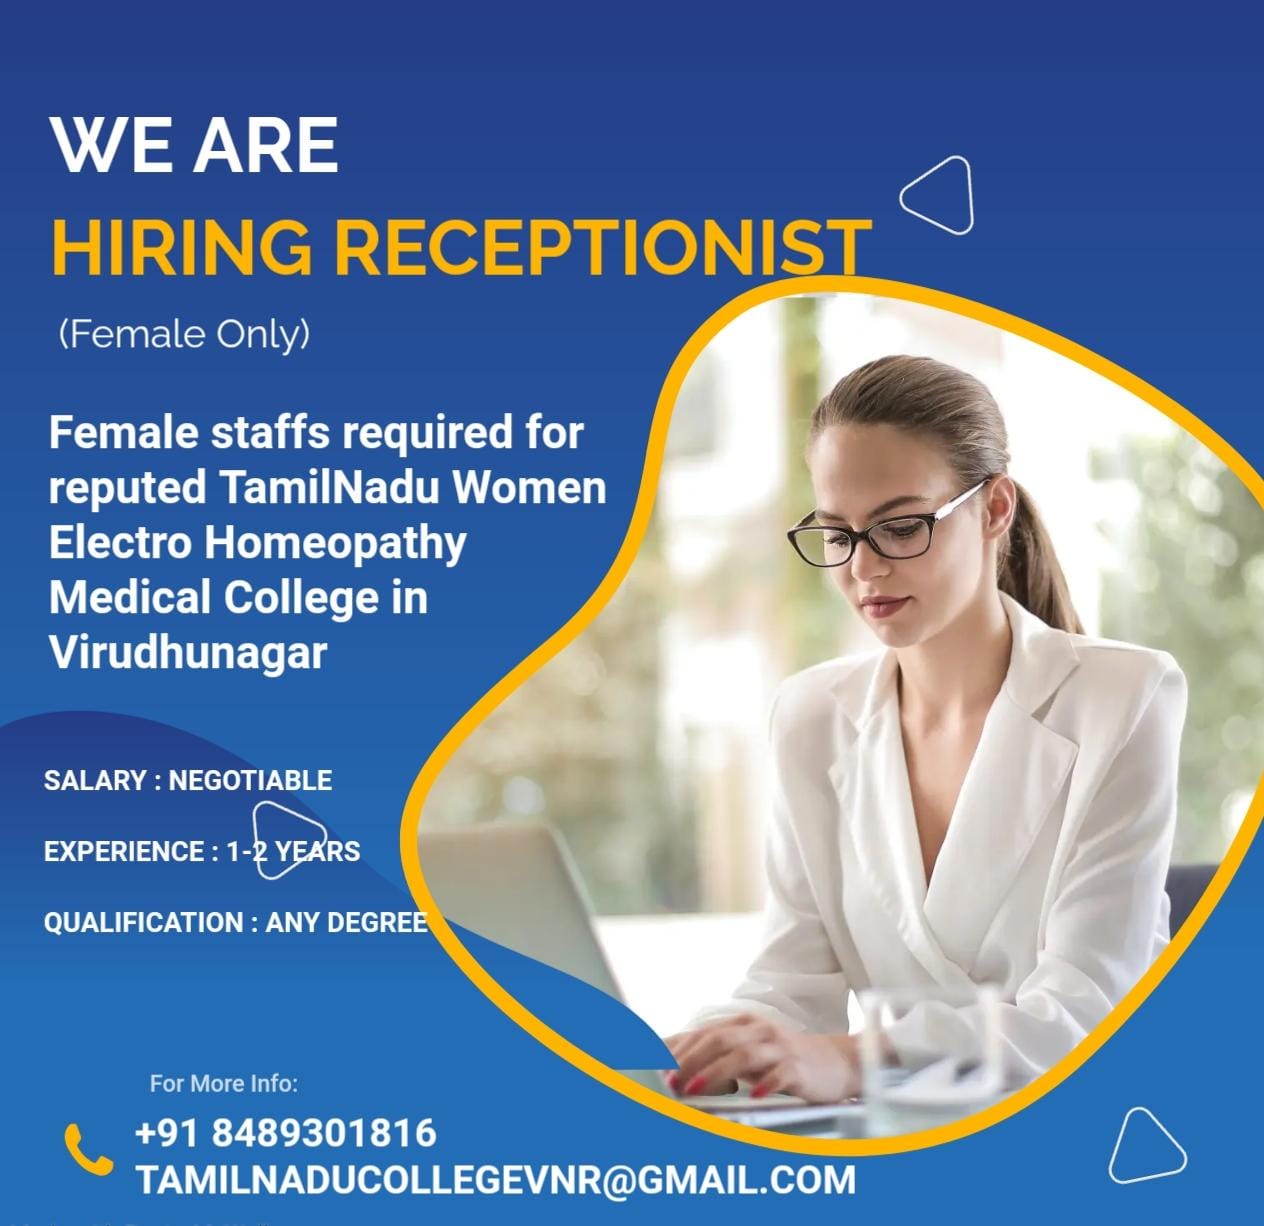 WE ARE
HIRING RECEPTIONIST
(Female Only)
Female staffs required for
reputed TamilNadu Women
Electro Homeopathy
Medical College in
Virudhunagar
SALARY : NEGOTIABLE
EXPERIENCE : 1-2 YEARS
QUALIFICATION : ANY DEGREE
For More Info:
+91 8489301816
TAMILNADUCOLLEGEVNR@GMAIL.COM